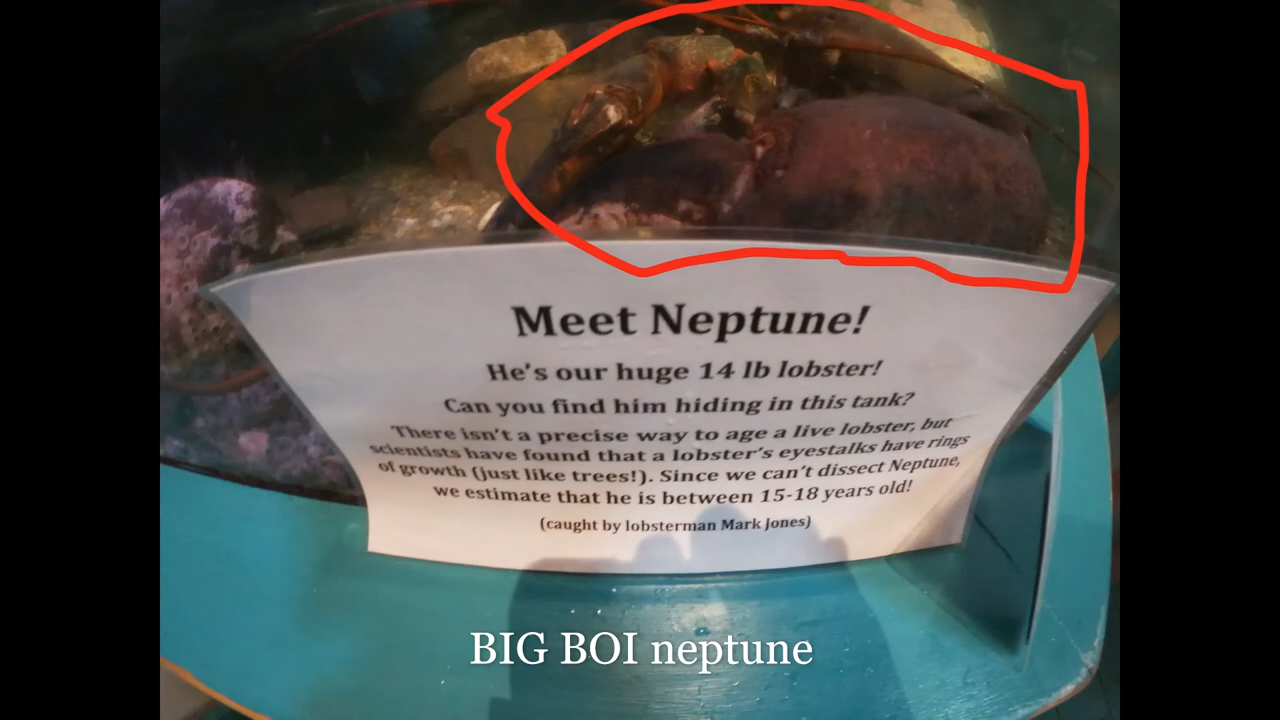 Meet Neptune!
He's our huge 14 lb lobster!
Can you find him hiding in this tank?
There isn't a precise way to age a live lobster, but
scientists have found that a lobster's eyestalks have rings
of growth (just like trees!). Since we can't dissect Neptune,
we estimate that he is between 15-18 years old!
(caught by lobsterman Mark Jones)
BIG BOI neptune